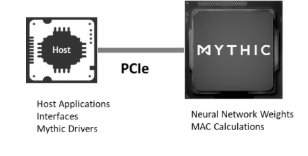 Host
MYTHIC
PCIe
Host Applications
Interfaces
Mythic Drivers
Neural Network Weights
MAC Calculations